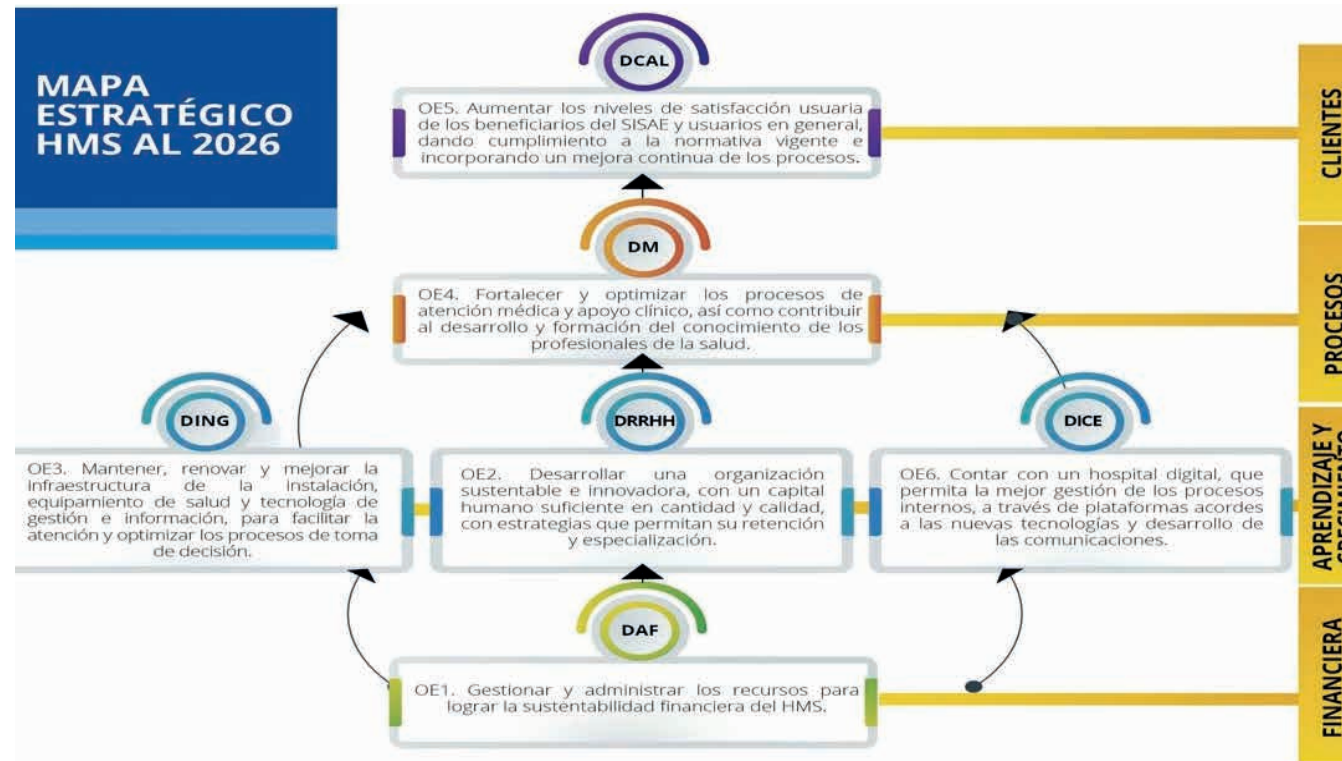 MAPA
ESTRATÉGICO
HMS AL 2026
DCAL
OE5. Aumentar los niveles de satisfacción usuaria
de los beneficiarios del SISAE y usuarios en general,
dando cumplimiento a la normativa vigente e
incorporando un mejora continua de los procesos.
CLIENTES
DM
OE4. Fortalecer y optimizar los procesos de
atención médica y apoyo clínico, así como contribuir
al desarrollo y formación del conocimiento de los
profesionales de la salud.
PROCESOS
DING
OE3. Mantener, renovar y mejorar la
infraestructura de la instalación,
equipamiento de salud y tecnología de
gestión e información, para facilitar la
atención y optimizar los procesos de toma
de decisión.
DRRHH
OE2. Desarrollar una organización
sustentable e innovadora, con un capital
humano suficiente en cantidad y calidad,
con estrategias que permitan su retención
y especialización.
DICE
OE6. Contar con un hospital digital, que
permita la mejor gestión de los procesos
internos, a través de plataformas acordes
a las nuevas tecnologías y desarrollo de
las comunicaciones.
APRENDIZAJE Y
DAF
OE1. Gestionar y administrar los recursos para
lograr la sustentabilidad financiera del HMS.
FINANCIERA